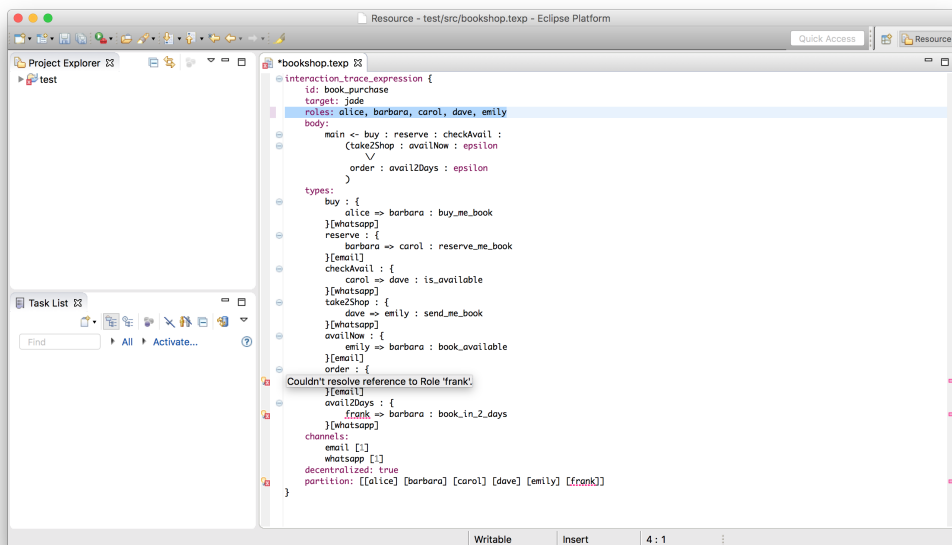 Resource - test/src/bookshop.texp - Eclipse Platform
Quick Access
Resource
Project Explorer
test
Task List
Find
All
Activate...
?
*bookshop.texp
interaction_trace_expression {
id: book_purchase
target: jade
roles: alice, barbara, carol, dave, emily
body:
main <- buy : reserve : checkAvail :
(take2Shop : availNow : epsilon
\/
order : avail2Days : epsilon
)
types:
buy : {
alice => barbara : buy_me_book
}[whatsapp]
reserve : {
barbara => carol : reserve_me_book
}[email]
checkAvail : {
carol => dave : is_available
}[whatsapp]
take2Shop : {
dave => emily : send_me_book
}[whatsapp]
availNow : {
emily => barbara : book_available
}[email]
order : {
Couldn't resolve reference to Role 'frank'.
}[email]
avail2Days : {
frank => barbara : book_in_2_days
}[whatsapp]
channels:
email [1]
whatsapp [1]
decentralized: true
partition: [[alice] [barbara] [carol] [dave] [emily] [frank]]
}
Writable
Insert
4 : 1